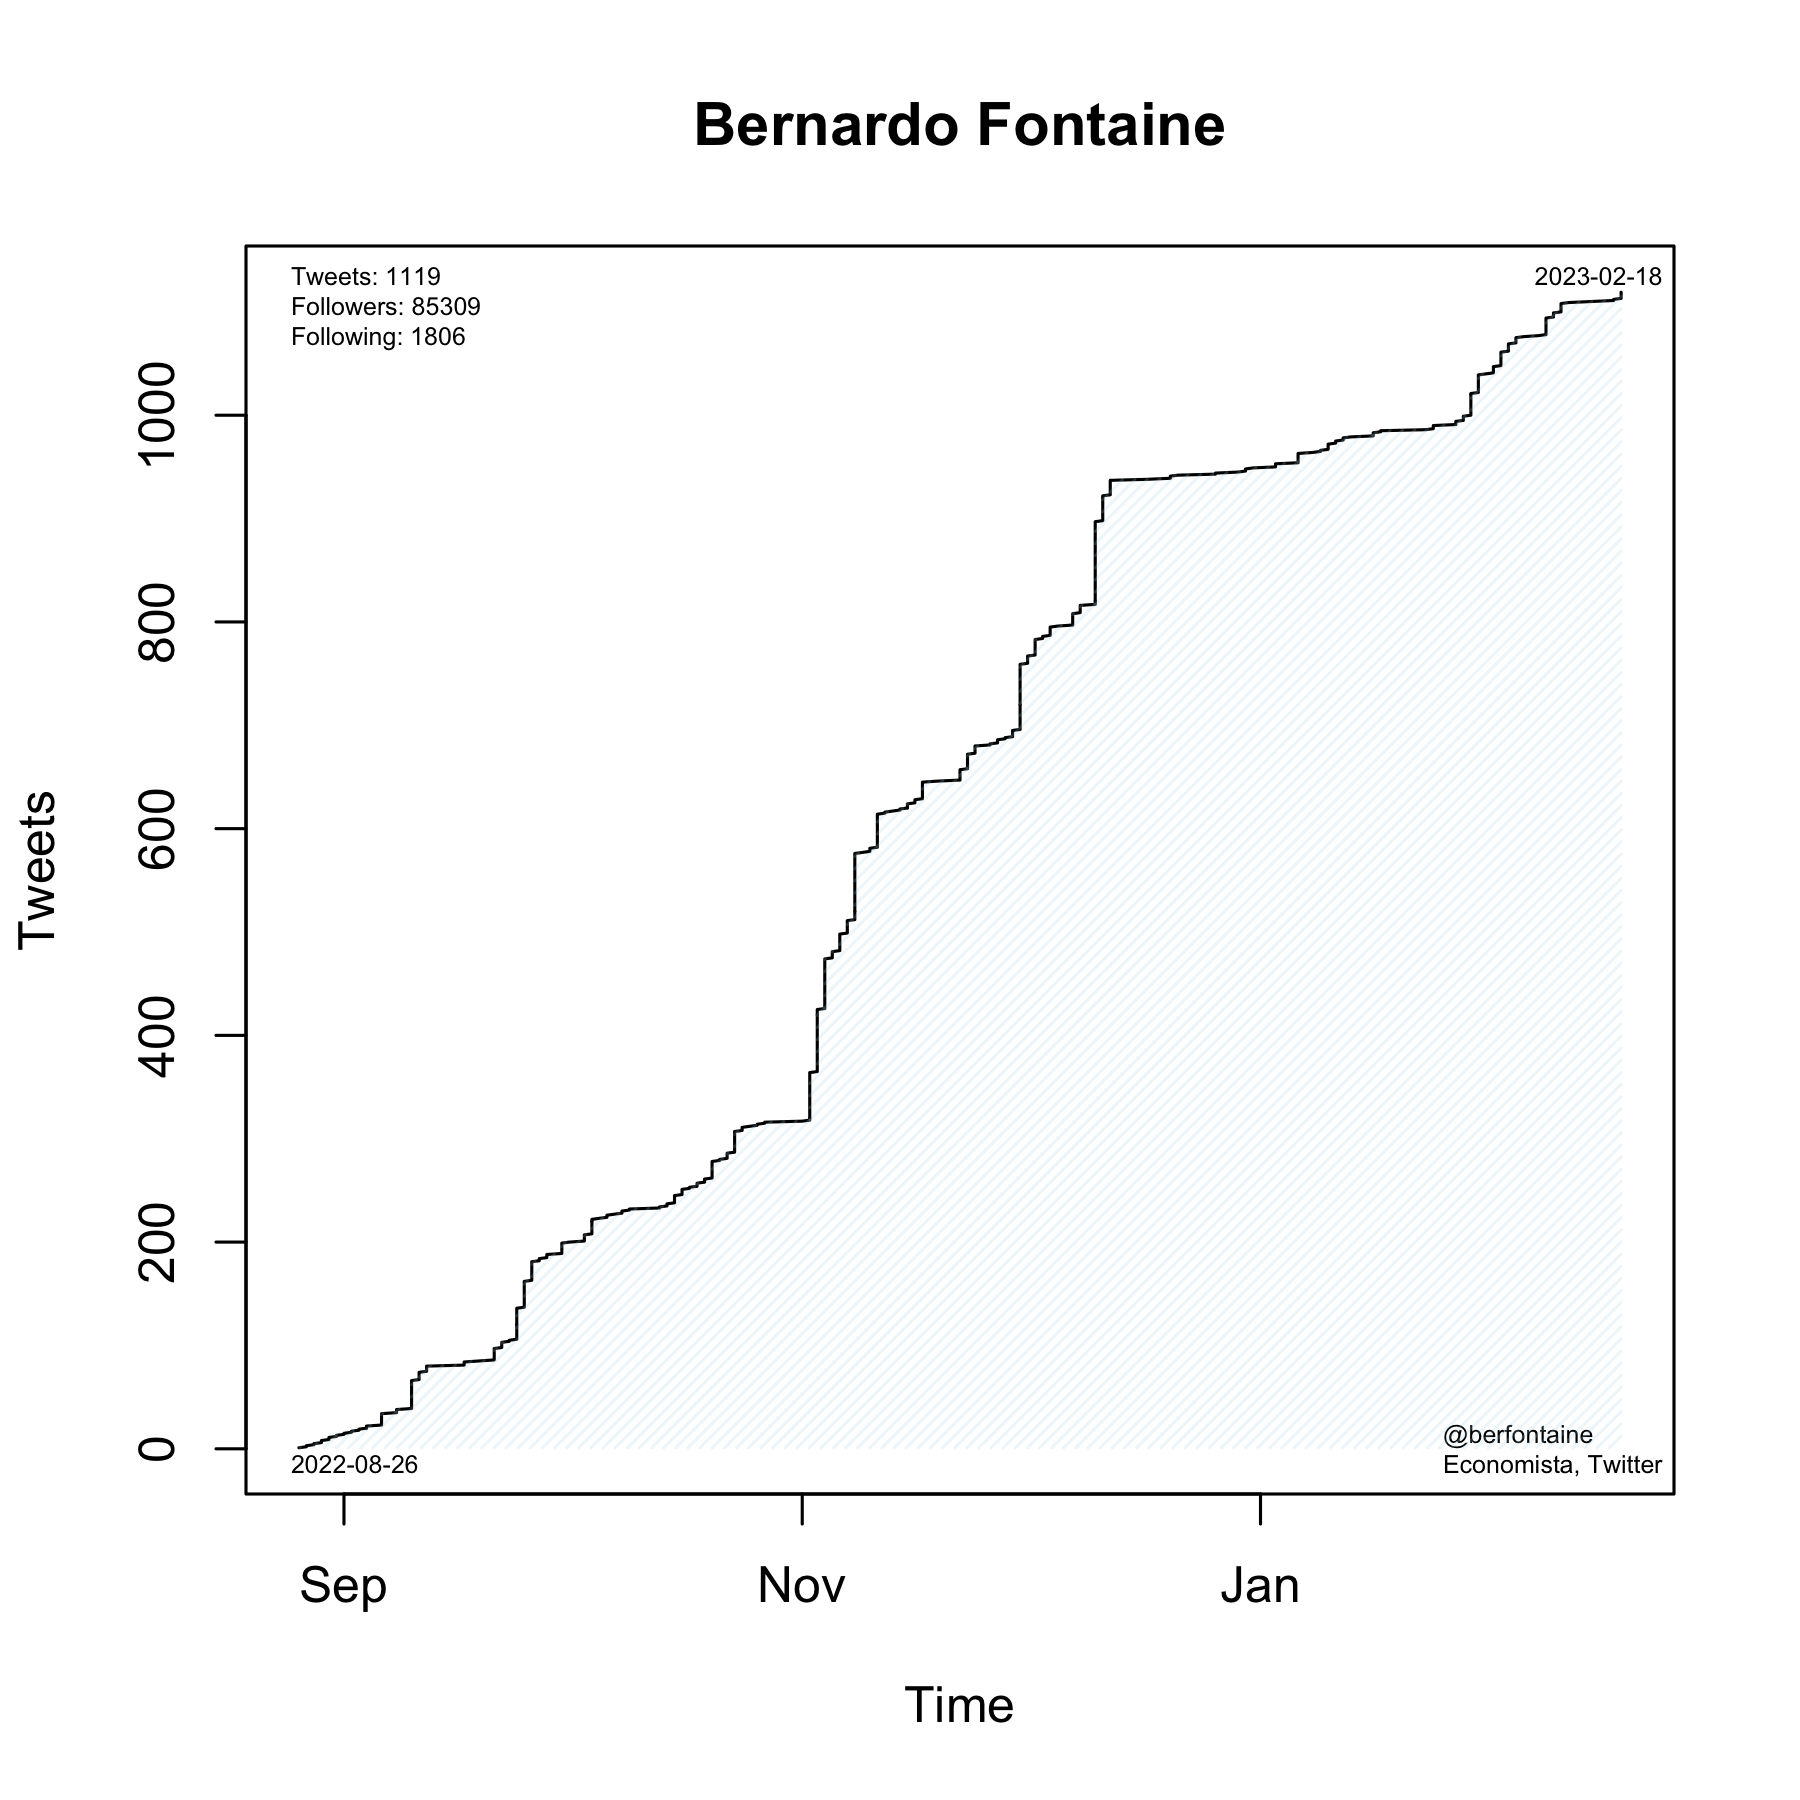 Bernardo Fontaine
Tweets: 1119
Followers: 85309
Following: 1806
2023-02-18
1000
800
600
400
200
0
Tweets
2022-08-26
@berfontaine
Economista, Twitter
Sep
Nov
Jan
Time